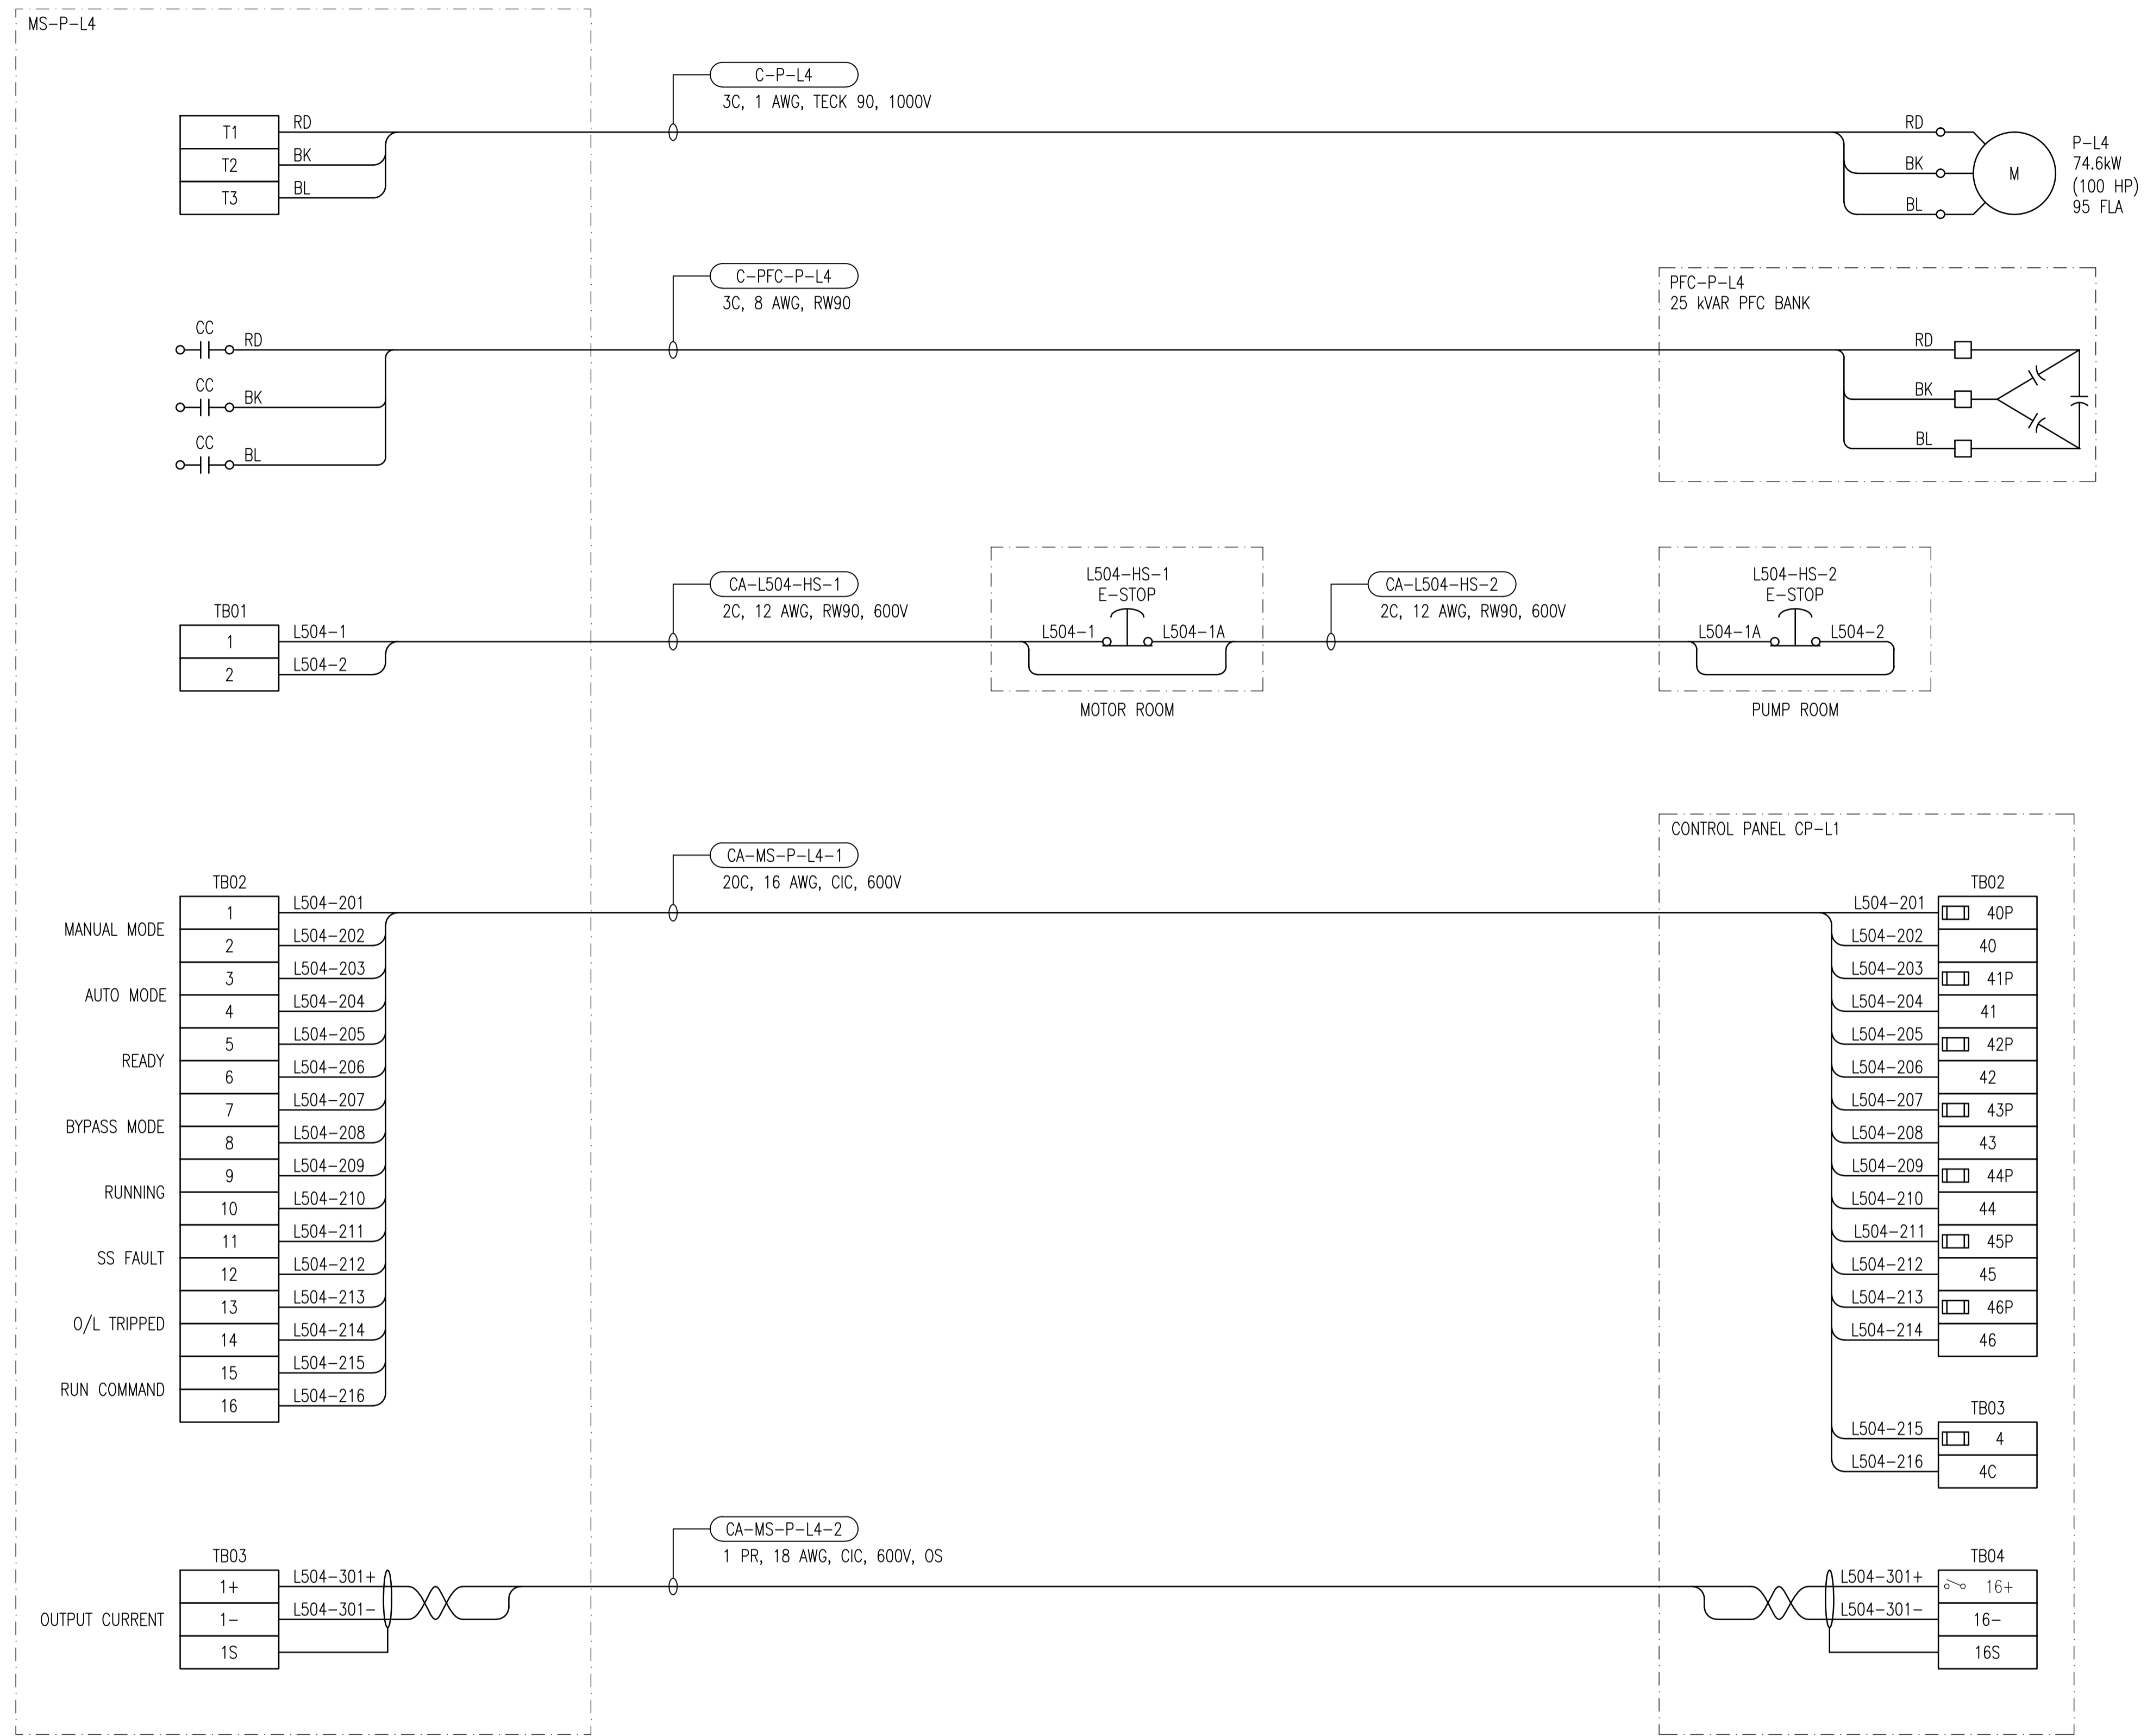 MS-P-L4
C-P-L4
3C, 1 AWG, TECK 90, 1000V
T1
RD
T2
BK
T3
BL
RD
BK
BL
M
P-L4
74.6kW
(100 HP)
95 FLA
C-PFC-P-L4
3C, 8 AWG, RW90
CC
RD
CC
BK
CC
BL
PFC-P-L4
25 kVAR PFC BANK
RD
BK
BL
TB01
1
L504-1
2
L504-2
CA-L504-HS-1
2C, 12 AWG, RW90, 600V
L504-HS-1
E-STOP
L504-1
L504-1A
MOTOR ROOM
CA-L504-HS-2
2C, 12 AWG, RW90, 600V
L504-HS-2
E-STOP
L504-1A
L504-2
PUMP ROOM
CA-MS-P-L4-1
20C, 16 AWG, CIC, 600V
TB02
MANUAL MODE
1
L504-201
2
L504-202
AUTO MODE
3
L504-203
4
L504-204
READY
5
L504-205
6
L504-206
BYPASS MODE
7
L504-207
8
L504-208
RUNNING
9
L504-209
10
L504-210
SS FAULT
11
L504-211
12
L504-212
O/L TRIPPED
13
L504-213
14
L504-214
RUN COMMAND
15
L504-215
16
L504-216
CONTROL PANEL CP-L1
TB02
L504-201
40P
L504-202
40
L504-203
41P
L504-204
41
L504-205
42P
L504-206
42
L504-207
43P
L504-208
43
L504-209
44P
L504-210
44
L504-211
45P
L504-212
45
L504-213
46P
L504-214
46
TB03
L504-215
4
L504-216
4C
CA-MS-P-L4-2
1 PR, 18 AWG, CIC, 600V, OS
TB03
OUTPUT CURRENT
1+
L504-301+
1-
L504-301-
1S
TB04
L504-301+
16+
L504-301-
16-
16S